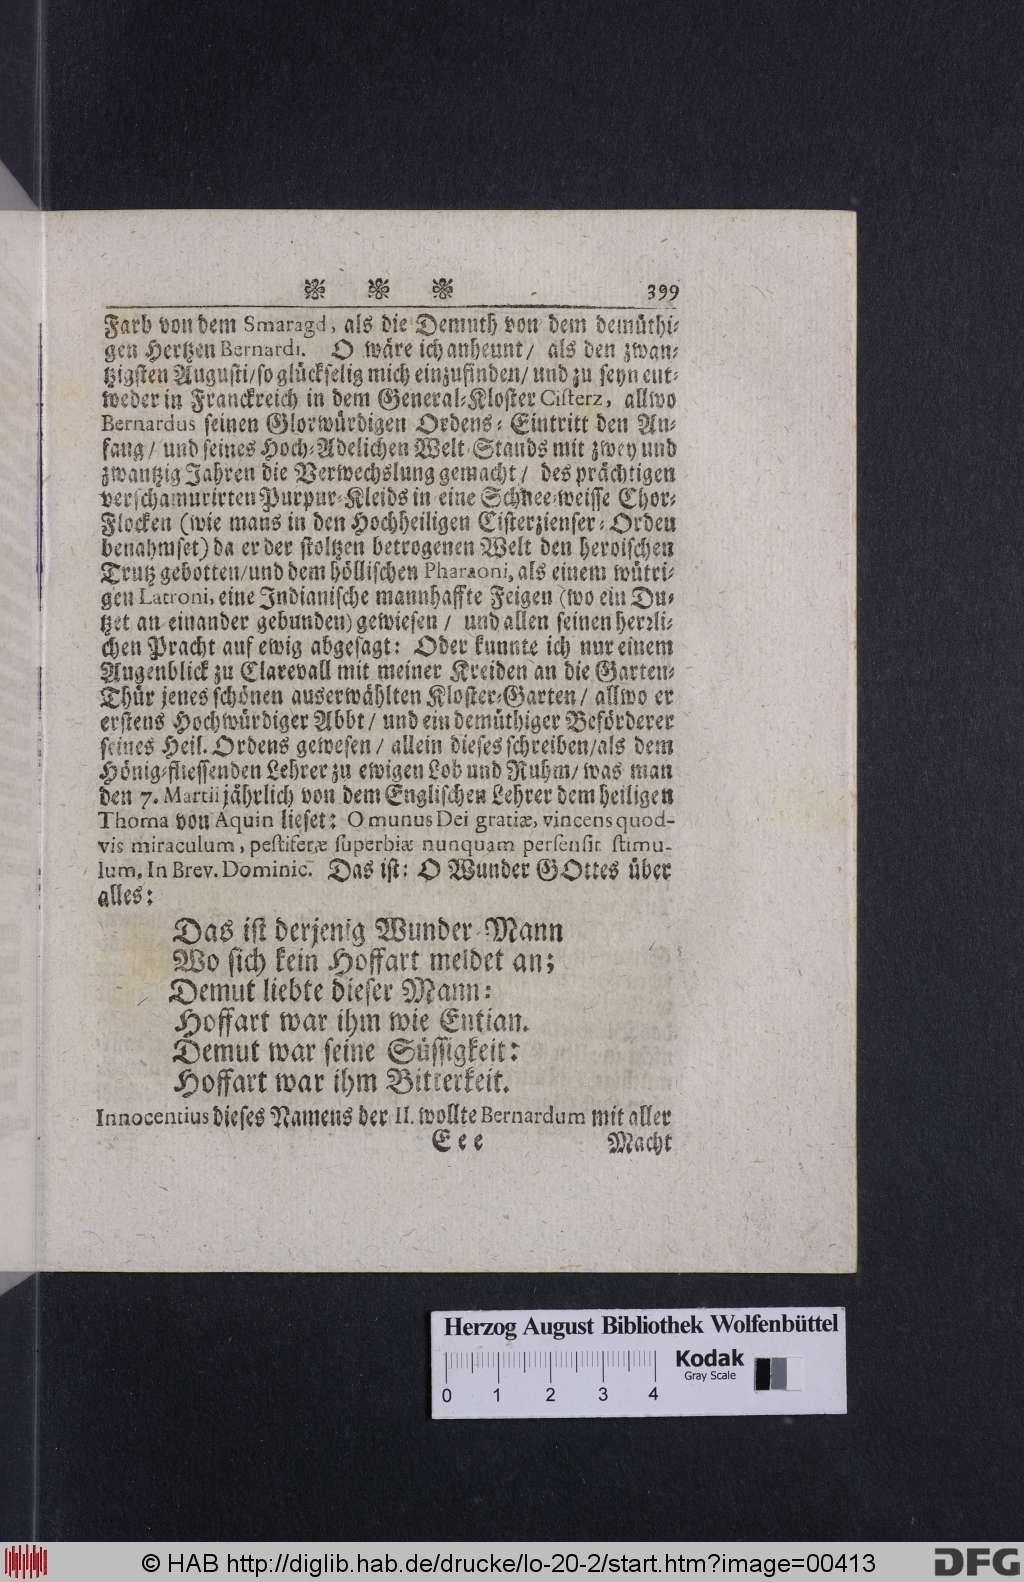 399
Farb von dem Smaragd, als die Demuth von dem demüthi-
gen Hertzen Bernardi. O wäre ich anheunt/ als den zwan-
tzigsten Augusti/so glückselig mich einzufinden/ und zu seyn ent-
weder in Franckreich in dem General-Kloster Cisterz, allwo
Bernardus seinen Glorwürdigen Ordens-Eintritt den An-
fang/ und seines Hoch-Adelichen Welt-Stands mit zwey und
zwantzig Jahren die Verwechslung gemacht/ des prächtigen
verschamurirten Purpur-Kleids in eine Schnee-weisse Chor-
Flocken (wie mans in den Hochheiligen Cisterzienser-Orden
benahmset) da er der stoltzen betrogenen Welt den heroischen
Trutz gebotten/und dem höllischen Pharaoni, als einem wütri-
gen Latroni, eine Indianische mannhaffte Feigen (wo ein Du-
tzet an einander gebunden) gewiesen/ und allen seinen herzli-
chen Pracht auf ewig abgesagt: Oder kunnte ich nur einem
Augenblick zu Clarevall mit meiner Kreiden an die Garten-
Thür jenes schönen auserwählten Kloster-Garten/ allwo er
erstens Hochwürdiger Abbt/ und ein demüthiger Beförderer
seines Heil. Ordens gewesen/ allein dieses schreiben/als dem
Hönig-fliessenden Lehrer zu ewigen Lob und Ruhm/ was man
den 7. Martii jährlich von dem Englischen Lehrer dem heiligen
Thoma von Aquin lieset: O munus Dei gratiæ, vincens quod-
vis miraculum, pestiferæ superbiæ nunquam persensit stimu-
lum, In Brev. Dominic. Das ist: O Wunder GOttes über
alles:
Das ist derjenig Wunder-Mann
Wo sich kein Hoffart meldet an;
Demut liebte dieser Mann:
Hoffart war ihm wie Entian.
Demut war seine Süssigkeit:
Hoffart war ihm Bitterkeit.
Innocentius dieses Namens der II. wollte Bernardum mit aller
Eee Macht
Herzog August Bibliothek Wolfenbüttel
Kodak
Gray Scale
0 1 2 3 4
© HAB http://diglib.hab.de/drucke/lo-20-2/start.htm?image=00413
DFG